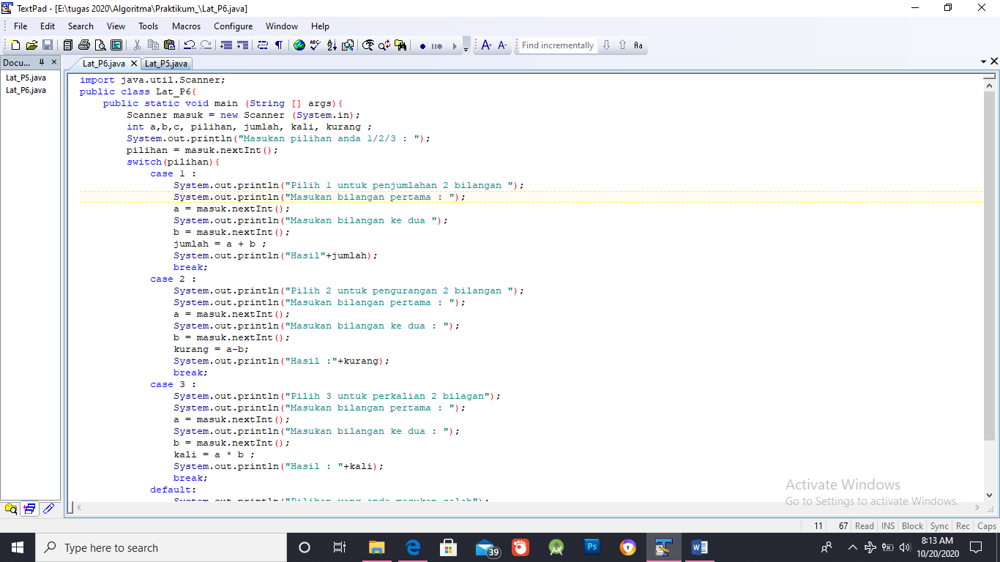 TextPad - [E:\tugas 2020\Algoritma\Praktikum_\Lat_P6.java]
File Edit Search View Tools Macros Configure Window Help
Find incrementally
Docu...
Lat_P6.java Lat_P5.java
Lat_P5.java
Lat_P6.java
import java.util.Scanner;
public class Lat_P6{
public static void main (String [] args){
Scanner masuk = new Scanner (System.in);
int a,b,c, pilihan, jumlah, kali, kurang ;
System.out.println("Masukan pilihan anda 1/2/3 : ");
pilihan = masuk.nextInt();
switch(pilihan){
case 1 :
System.out.println("Pilih 1 untuk penjumlahan 2 bilangan ");
System.out.println("Masukan bilangan pertama : ");
a = masuk.nextInt();
System.out.println("Masukan bilangan ke dua ");
b = masuk.nextInt();
jumlah = a + b ;
System.out.println("Hasil"+jumlah);
break;
case 2 :
System.out.println("Pilih 2 untuk pengurangan 2 bilangan ");
System.out.println("Masukan bilangan pertama : ");
a = masuk.nextInt();
System.out.println("Masukan bilangan ke dua : ");
b = masuk.nextInt();
kurang = a-b;
System.out.println("Hasil :"+kurang);
break;
case 3 :
System.out.println("Pilih 3 untuk perkalian 2 bilagan");
System.out.println("Masukan bilangan pertama : ");
a = masuk.nextInt();
System.out.println("Masukan bilangan ke dua : ");
b = masuk.nextInt();
kali = a * b ;
System.out.println("Hasil : "+kali);
break;
default:
System.out.println("Pilihan yang anda masukan salah");
Activate Windows
Go to Settings to activate Windows.
11 67 Read INS Block Sync Rec Caps
Type here to search
39
Ps
8:13 AM
10/20/2020